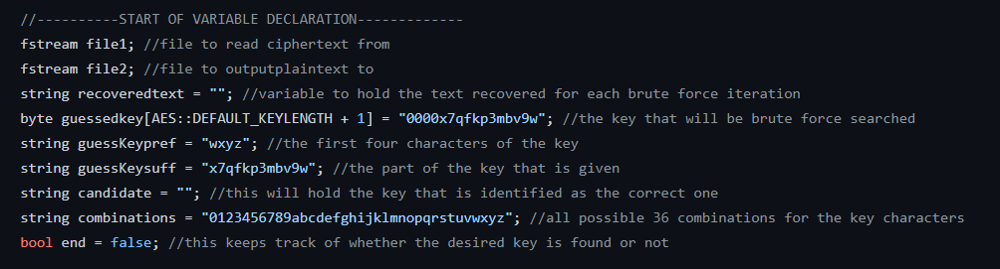 //----------START OF VARIABLE DECLARATION-------------
fstream file1; //file to read ciphertext from
fstream file2; //file to outputplaintext to
string recoveredtext = ""; //variable to hold the text recovered for each brute force iteration
byte guessedkey[AES::DEFAULT_KEYLENGTH + 1] = "0000x7qfkp3mbv9w"; //the key that will be brute force searched
string guessKeypref = "wxyz"; //the first four characters of the key
string guessKeysuff = "x7qfkp3mbv9w"; //the part of the key that is given
string candidate = ""; //this will hold the key that is identified as the correct one
string combinations = "0123456789abcdefghijklmnopqrstuvwxyz"; //all possible 36 combinations for the key characters
bool end = false; //this keeps track of whether the desired key is found or not